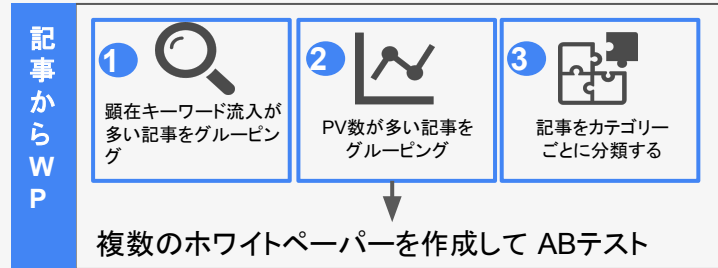 記事からWP
1
顕在キーワード流入が
多い記事をグルーピン
グ
2
PV数が多い記事を
グルーピング
3
記事をカテゴリー
ごとに分類する
複数のホワイトペーパーを作成して ABテスト